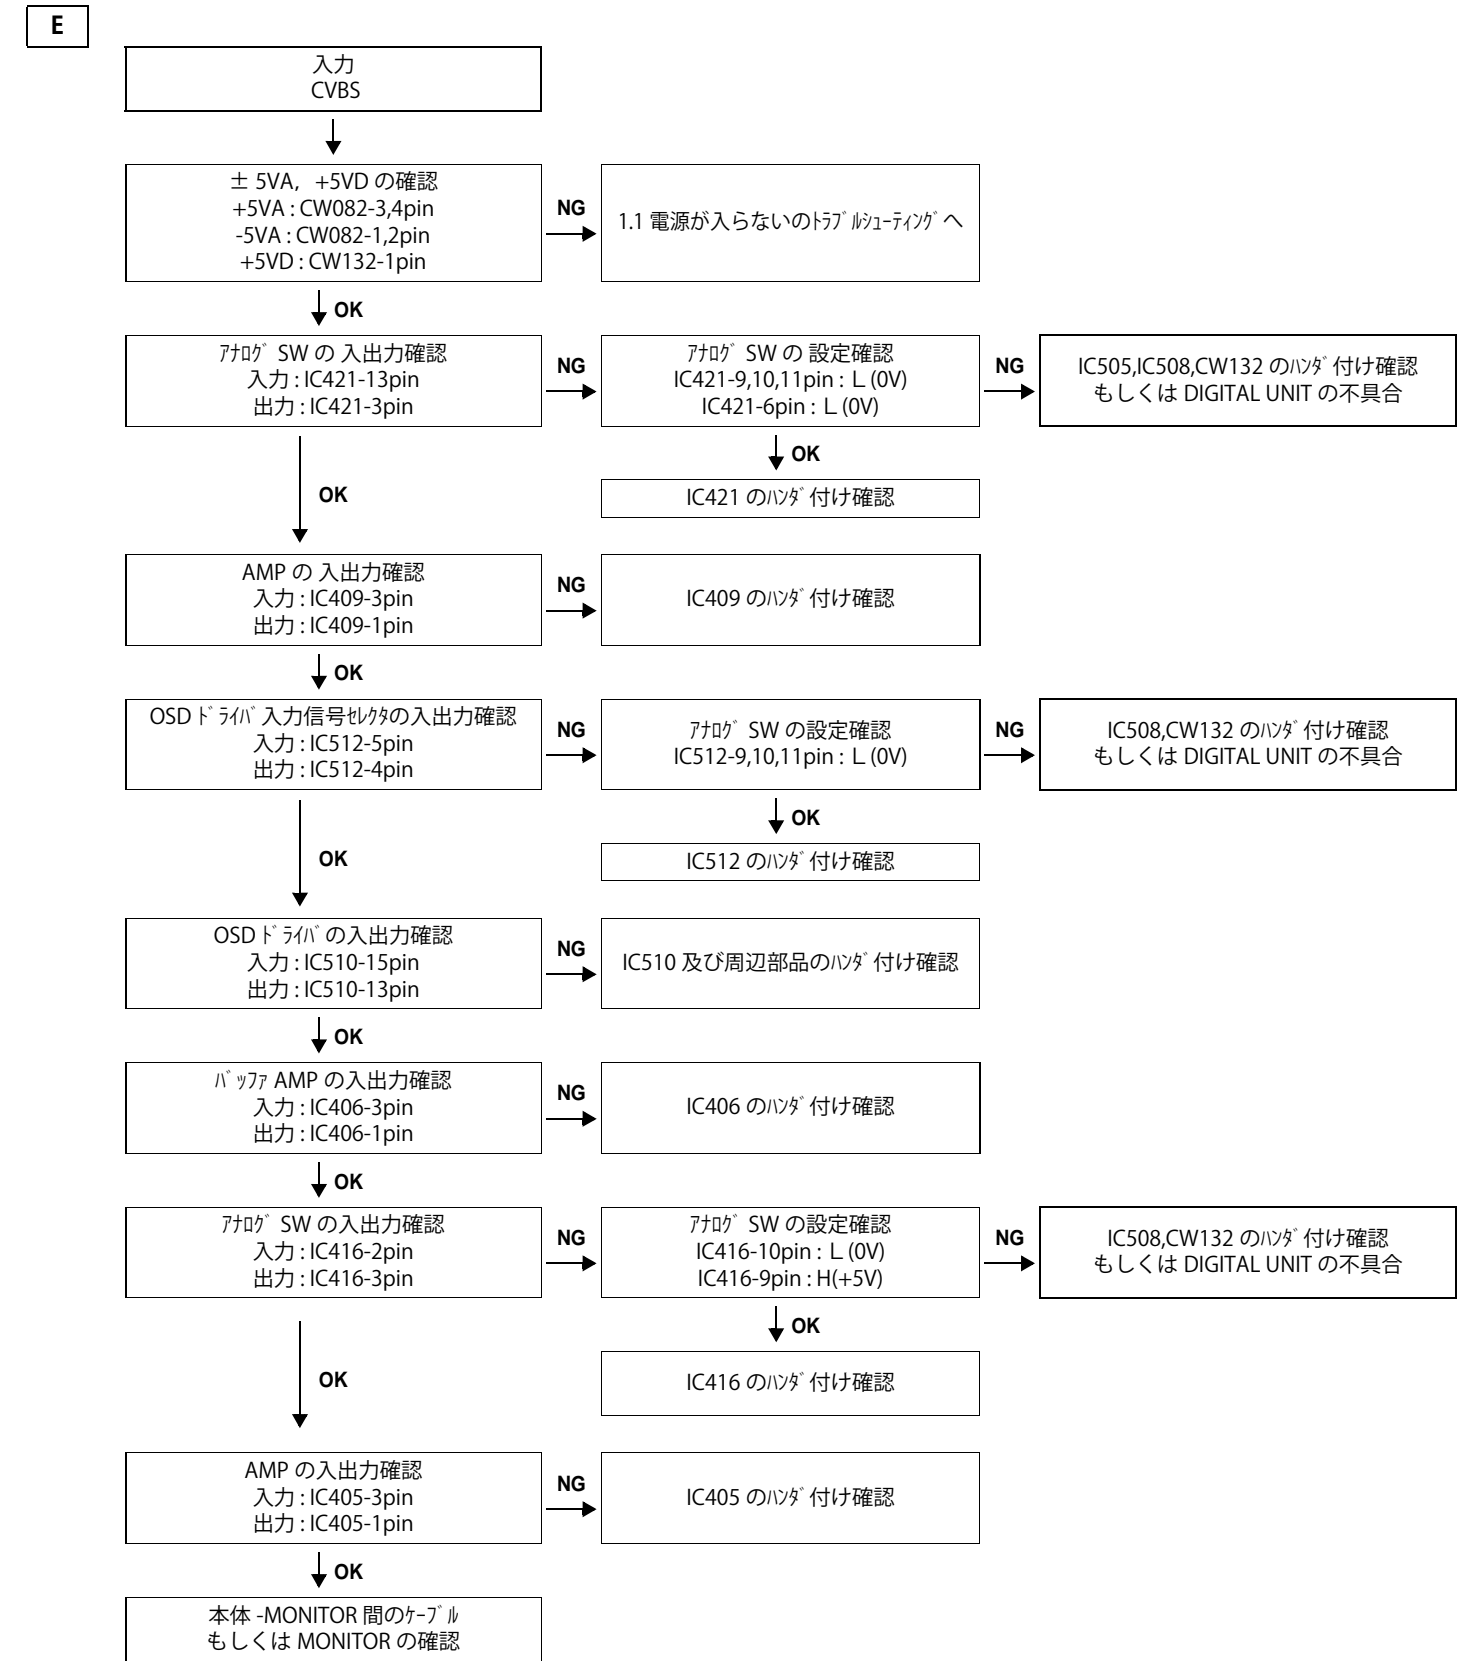 E
入力
CVBS
± 5VA, +5VD の確認
+5VA : CW082-3,4pin
-5VA : CW082-1,2pin
+5VD : CW132-1pin
NG
1.1 電源が入らないのﾄﾗﾌﾞﾙｼｭｰﾃｨﾝｸﾞへ
OK
ｱﾅﾛｸﾞ SW の 入出力確認
入力 : IC421-13pin
出力 : IC421-3pin
NG
ｱﾅﾛｸﾞ SW の 設定確認
IC421-9,10,11pin : L (0V)
IC421-6pin : L (0V)
NG
IC505,IC508,CW132 のﾊﾝﾀﾞ付け確認
もしくは DIGITAL UNIT の不具合
OK
IC421 のﾊﾝﾀﾞ付け確認
OK
AMP の 入出力確認
入力 : IC409-3pin
出力 : IC409-1pin
NG
IC409 のﾊﾝﾀﾞ付け確認
OK
OSD ﾄﾞﾗｲﾊﾞ入力信号ｾﾚｸﾀの入出力確認
入力 : IC512-5pin
出力 : IC512-4pin
NG
ｱﾅﾛｸﾞ SW の設定確認
IC512-9,10,11pin : L (0V)
NG
IC508,CW132 のﾊﾝﾀﾞ付け確認
もしくは DIGITAL UNIT の不具合
OK
IC512 のﾊﾝﾀﾞ付け確認
OK
OSD ﾄﾞﾗｲﾊﾞの入出力確認
入力 : IC510-15pin
出力 : IC510-13pin
NG
IC510 及び周辺部品のﾊﾝﾀﾞ付け確認
OK
ﾊﾞｯﾌｧ AMP の入出力確認
入力 : IC406-3pin
出力 : IC406-1pin
NG
IC406 のﾊﾝﾀﾞ付け確認
OK
ｱﾅﾛｸﾞ SW の入出力確認
入力 : IC416-2pin
出力 : IC416-3pin
NG
ｱﾅﾛｸﾞ SW の設定確認
IC416-10pin : L (0V)
IC416-9pin : H(+5V)
NG
IC508,CW132 のﾊﾝﾀﾞ付け確認
もしくは DIGITAL UNIT の不具合
OK
IC416 のﾊﾝﾀﾞ付け確認
OK
AMP の入出力確認
入力 : IC405-3pin
出力 : IC405-1pin
NG
IC405 のﾊﾝﾀﾞ付け確認
OK
本体 -MONITOR 間のｹｰﾌﾞﾙ
もしくは MONITOR の確認